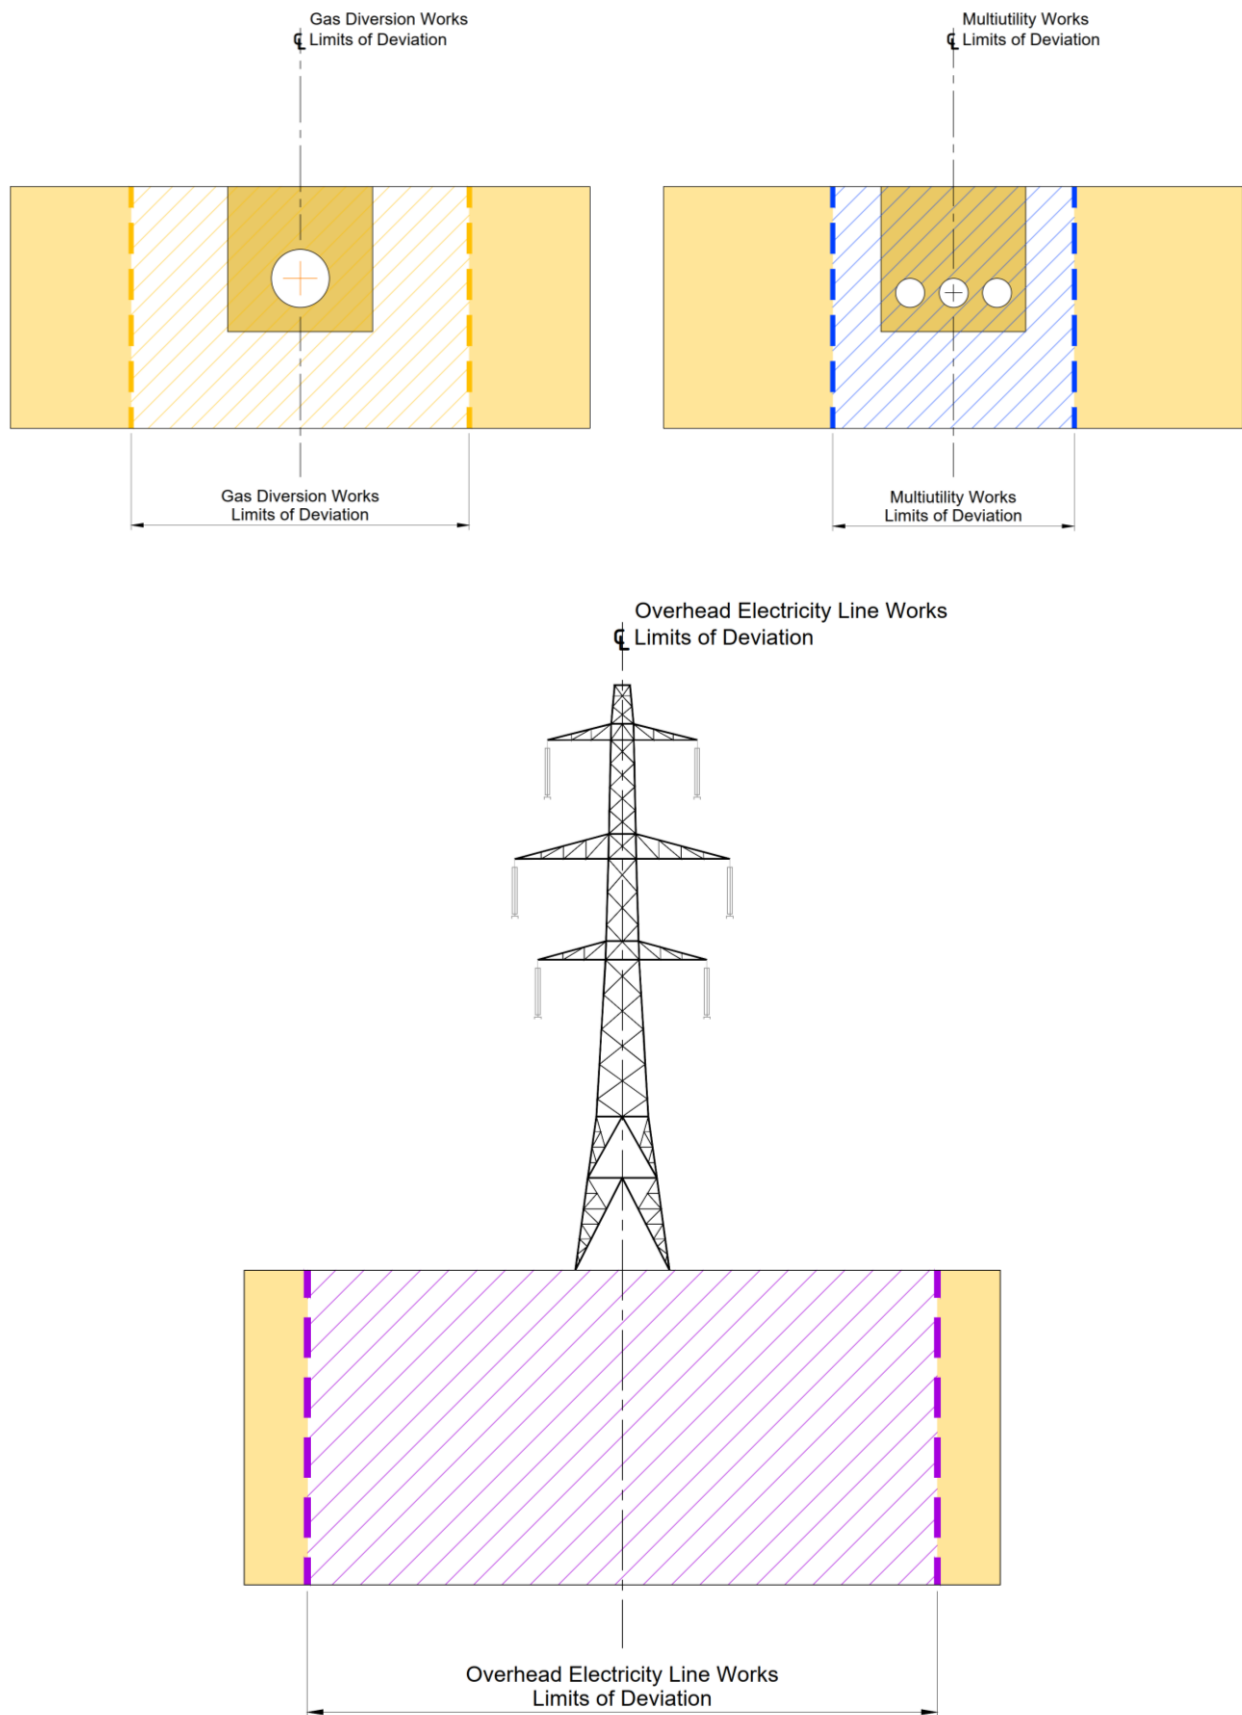 Gas Diversion Works
℄ Limits of Deviation
Multiutility Works
℄ Limits of Deviation
Gas Diversion Works
Limits of Deviation
Multiutility Works
Limits of Deviation
Overhead Electricity Line Works
℄ Limits of Deviation
Overhead Electricity Line Works
Limits of Deviation